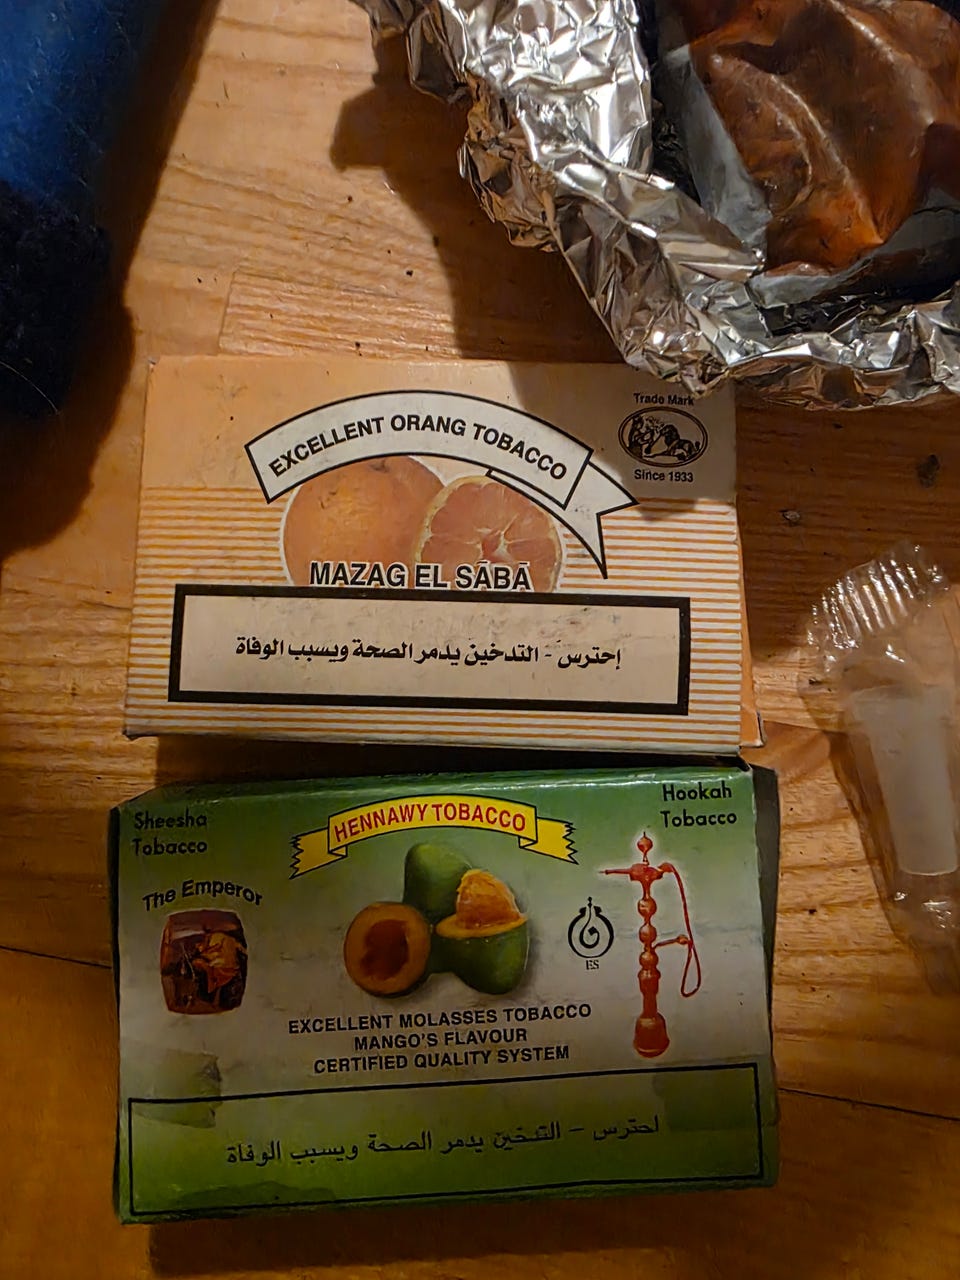 EXCELLENT ORANG TOBACCO
Trade Mark
Since 1933
MAZAG EL SĀBĀ
إحترس - التدخين يدمر الصحة ويسبب الوفاة
Sheesha
Tobacco
HENNAWY TOBACCO
Hookah
Tobacco
The Emperor
ES
EXCELLENT MOLASSES TOBACCO
MANGO'S FLAVOUR
CERTIFIED QUALITY SYSTEM
احترس – التدخين يدمر الصحة ويسبب الوفاة